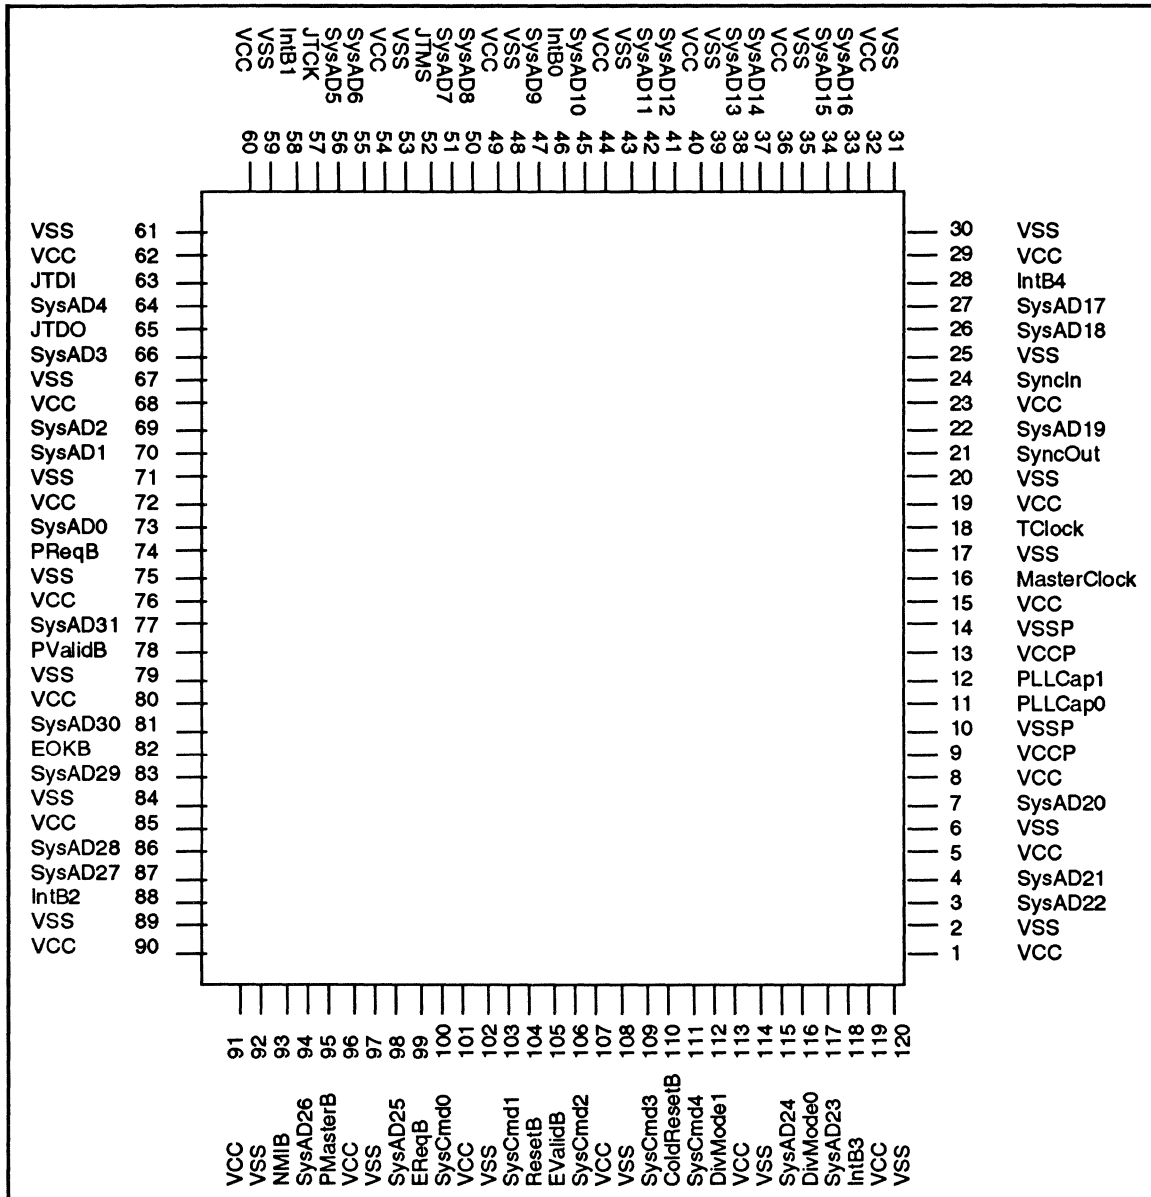 VCC
VSS
IntB1
JTCK
SysAD5
SysAD6
VCC
VSS
JTMS
SysAD7
SysAD8
VCC
VSS
SysAD9
IntB0
SysAD10
VCC
VSS
SysAD11
SysAD12
VCC
VSS
SysAD13
SysAD14
VCC
VSS
SysAD15
SysAD16
VCC
VSS
60
59
58
57
56
55
54
53
52
51
50
49
48
47
46
45
44
43
42
41
40
39
38
37
36
35
34
33
32
31
VSS 61
VCC 62
JTDI 63
SysAD4 64
JTDO 65
SysAD3 66
VSS 67
VCC 68
SysAD2 69
SysAD1 70
VSS 71
VCC 72
SysAD0 73
PReqB 74
VSS 75
VCC 76
SysAD31 77
PValidB 78
VSS 79
VCC 80
SysAD30 81
EOKB 82
SysAD29 83
VSS 84
VCC 85
SysAD28 86
SysAD27 87
IntB2 88
VSS 89
VCC 90
30 VSS
29 VCC
28 IntB4
27 SysAD17
26 SysAD18
25 VSS
24 SyncIn
23 VCC
22 SysAD19
21 SyncOut
20 VSS
19 VCC
18 TClock
17 VSS
16 MasterClock
15 VCC
14 VSSP
13 VCCP
12 PLLCap1
11 PLLCap0
10 VSSP
9 VCCP
8 VCC
7 SysAD20
6 VSS
5 VCC
4 SysAD21
3 SysAD22
2 VSS
1 VCC
91
92
93
94
95
96
97
98
99
100
101
102
103
104
105
106
107
108
109
110
111
112
113
114
115
116
117
118
119
120
VCC
VSS
NMIB
SysAD26
PMasterB
VCC
VSS
SysAD25
EReqB
SysCmd0
VCC
VSS
SysCmd1
ResetB
EValidB
SysCmd2
VCC
VSS
SysCmd3
ColdResetB
SysCmd4
DivMode1
VCC
VSS
SysAD24
DivMode0
SysAD23
IntB3
VCC
VSS